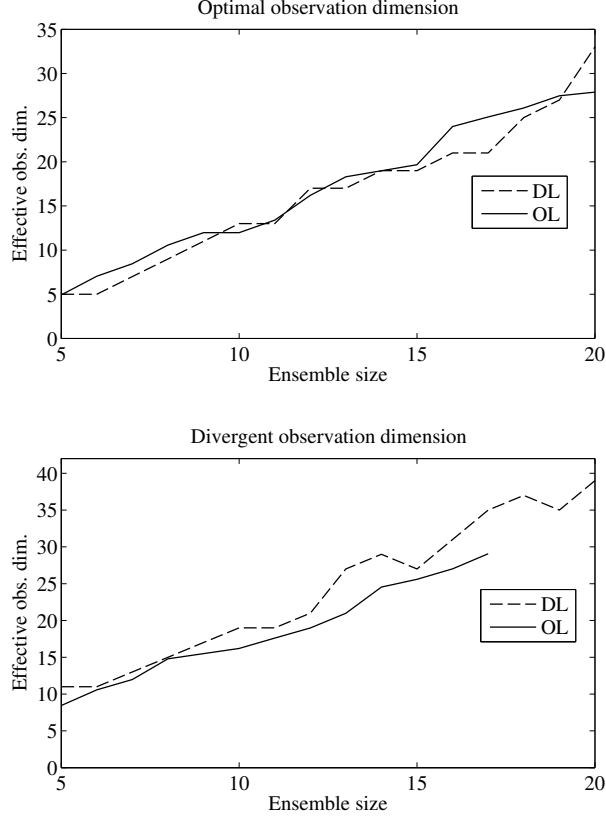 Optimal observation dimension
35
30
25
20
15
10
5
0
Effective obs. dim.
DL
OL
5 10 15 20
Ensemble size
Divergent observation dimension
40
35
30
25
20
15
10
5
0
Effective obs. dim.
DL
OL
5 10 15 20
Ensemble size